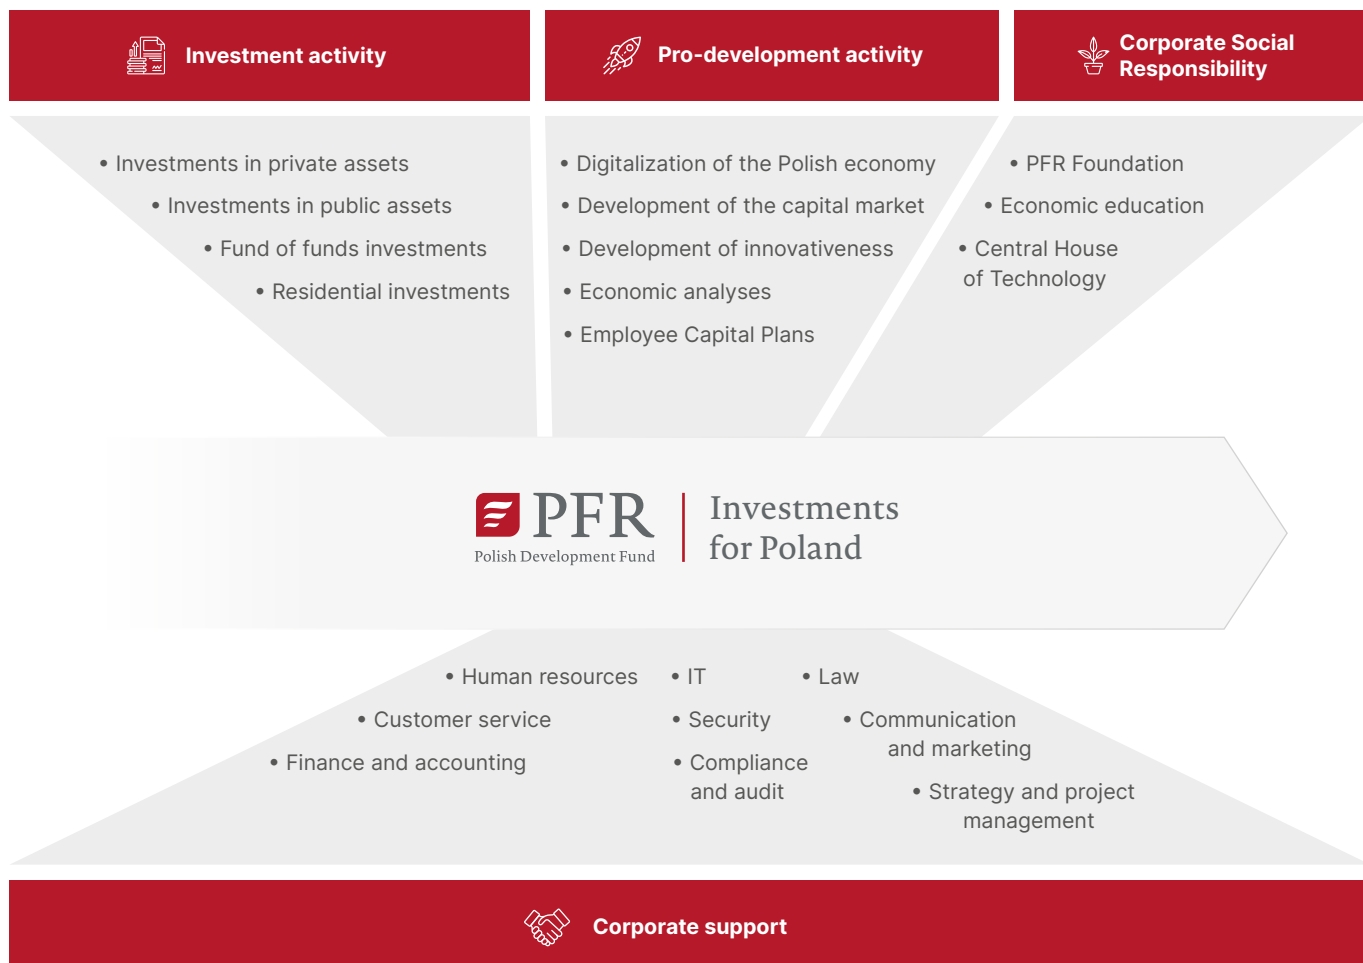 Investment activity
• Investments in private assets
• Investments in public assets
• Fund of funds investments
• Residential investments
Pro-development activity
• Digitalization of the Polish economy
• Development of the capital market
• Development of innovativeness
• Economic analyses
• Employee Capital Plans
Corporate Social
Responsibility
• PFR Foundation
• Economic education
• Central House
of Technology
PFR
Polish Development Fund
Investments
for Poland
• Human resources
• Customer service
• Finance and accounting
• IT
• Security
• Compliance
and audit
• Law
• Communication
and marketing
• Strategy and project
management
Corporate support